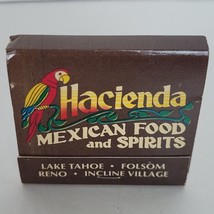 Hacienda
MEXICAN FOOD
and SPIRITS
LAKE TAHOE • FOLSOM
RENO • INCLINE VILLAGE